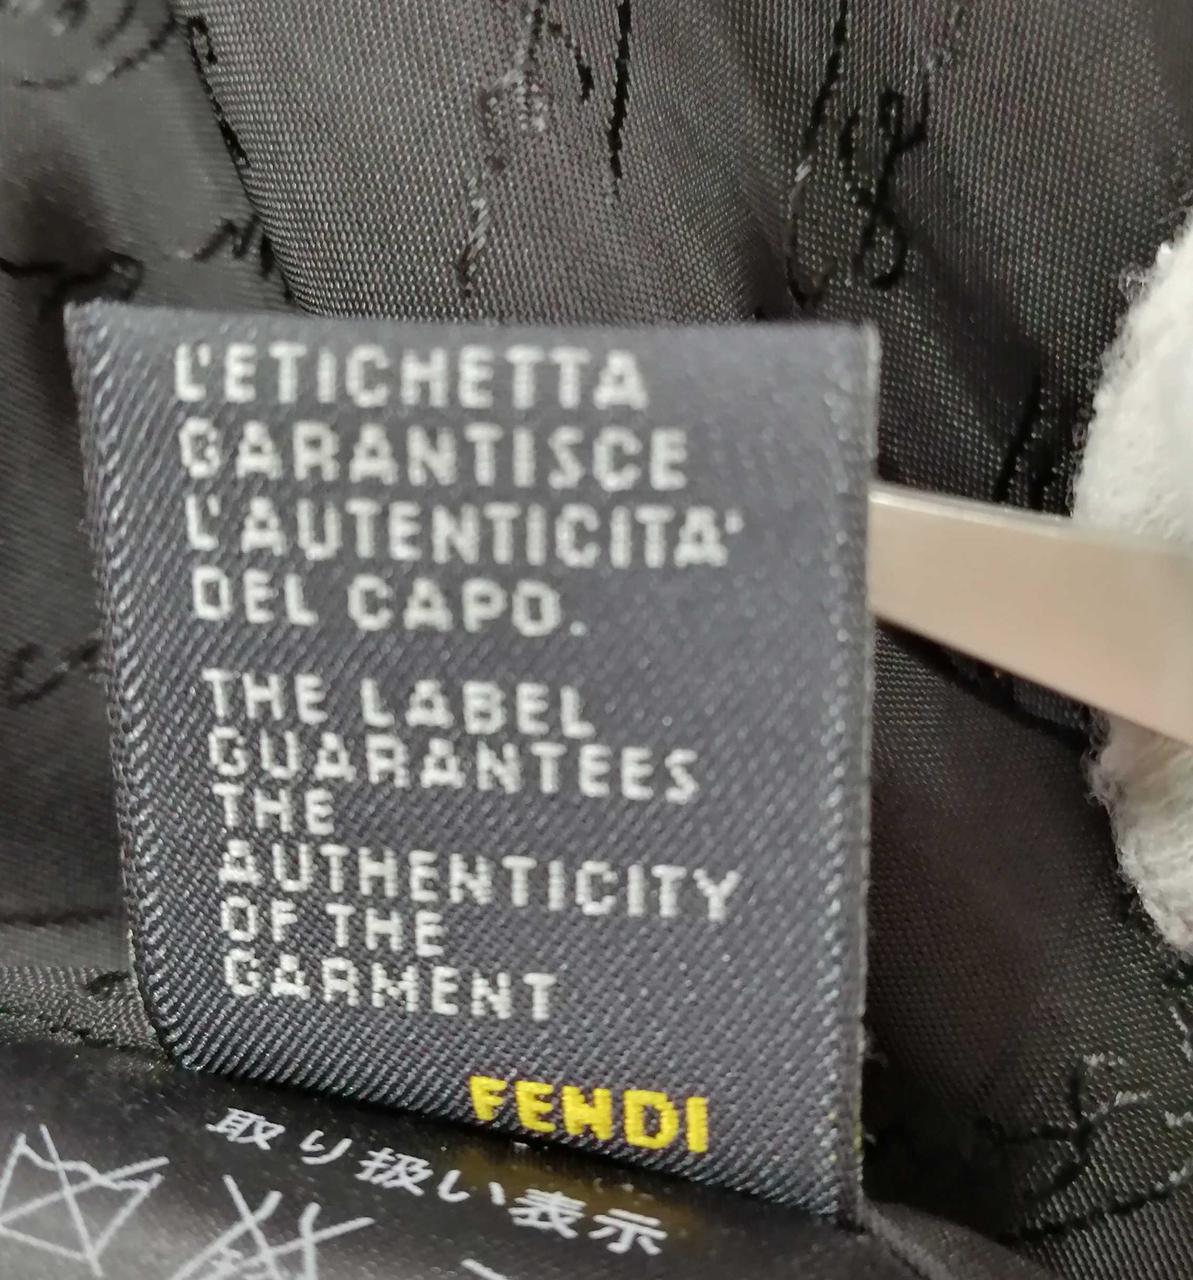 L'ETICHETTA
GARANTISCE
L'AUTENTICITA'
DEL CAPO.
THE LABEL
GUARANTEES
THE
AUTHENTICITY
OF THE
GARMENT
FENDI
取り扱い表示